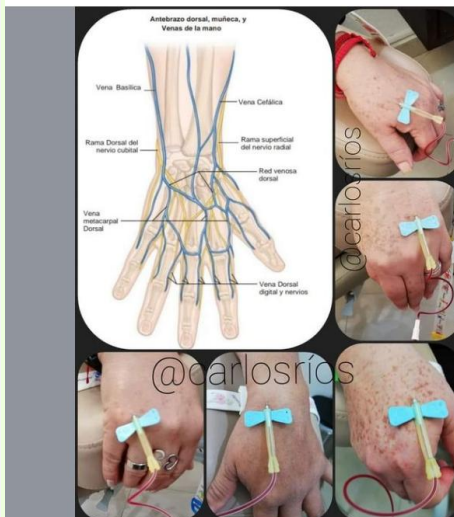 Antebrazo dorsal, muñeca, y
Venas de la mano
Vena Basílica
Vena Cefálica
Rama Dorsal del
nervio cubital
Rama superficial
del nervio radial
Red venosa
dorsal
Vena
metacarpal
Dorsal
Vena Dorsal
digital y nervios
@carlosríos
@carlosríos